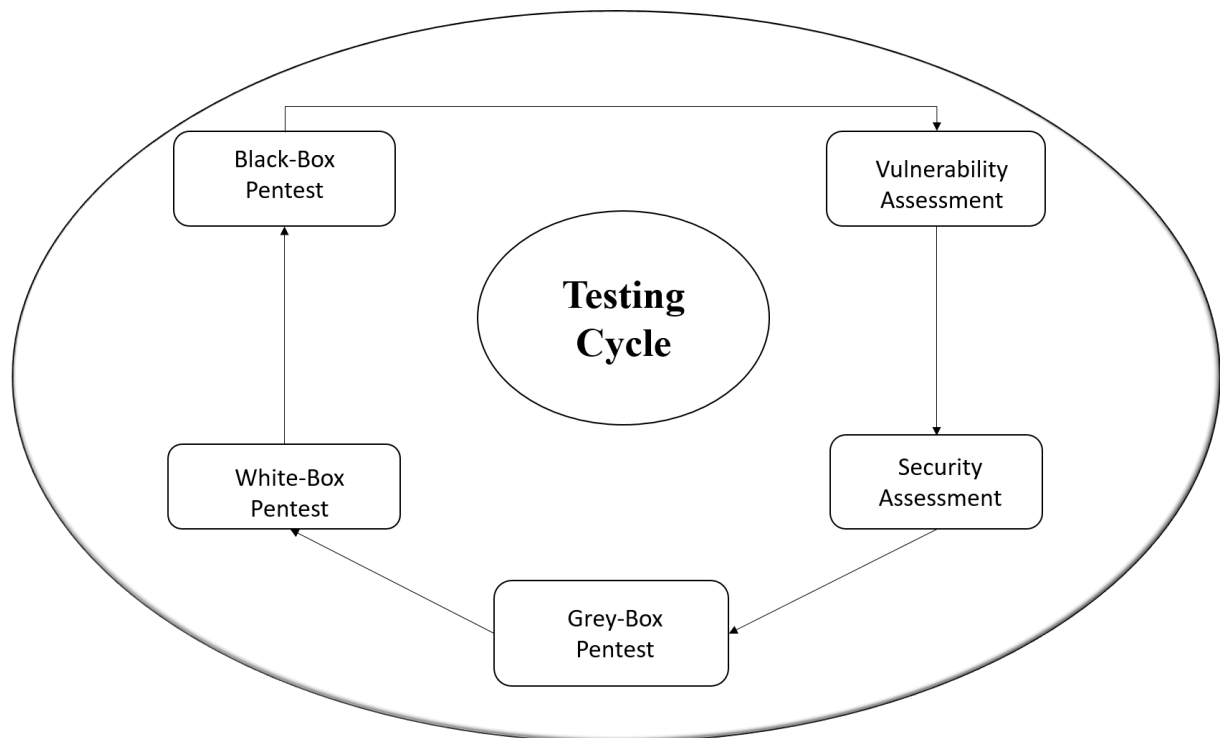 Black-Box
Pentest
Vulnerability
Assessment
Testing
Cycle
White-Box
Pentest
Security
Assessment
Grey-Box
Pentest